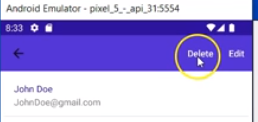 Android Emulator - pixel_5_-_api_31:5554
8:33
Delete Edit
John Doe
JohnDoe@gmail.com